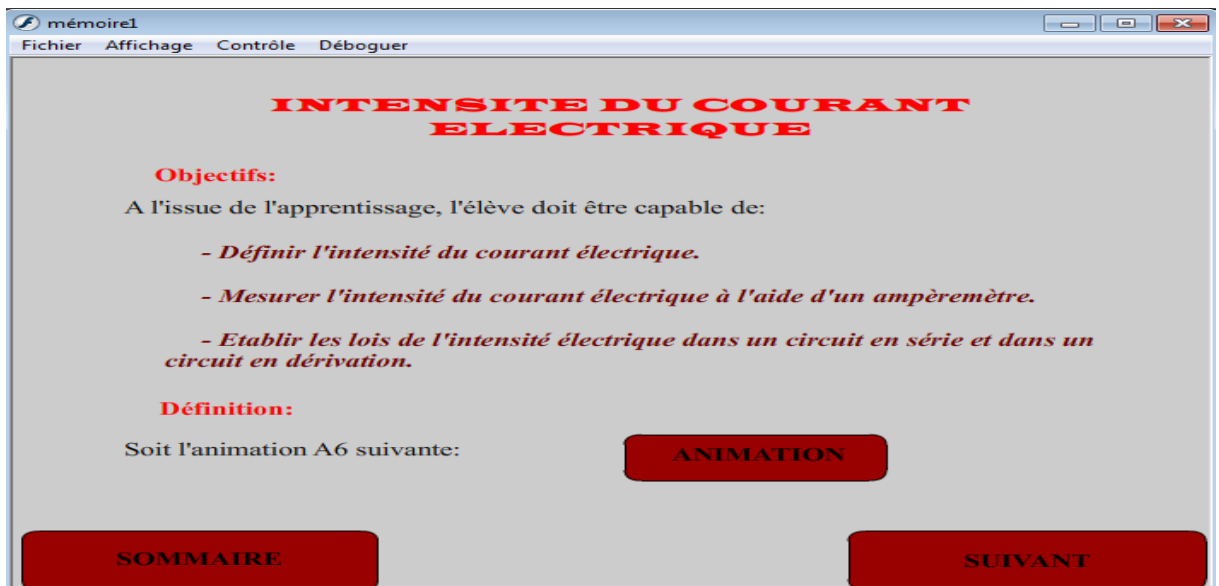 mémoire1
Fichier Affichage Contrôle Déboguer
INTENSITE DU COURANT
ELECTRIQUE
Objectifs:
A l'issue de l'apprentissage, l'élève doit être capable de:
- Définir l'intensité du courant électrique.
- Mesurer l'intensité du courant électrique à l'aide d'un ampèremètre.
- Etablir les lois de l'intensité électrique dans un circuit en série et dans un
circuit en dérivation.
Définition:
Soit l'animation A6 suivante:
ANIMATION
SOMMAIRE
SUIVANT